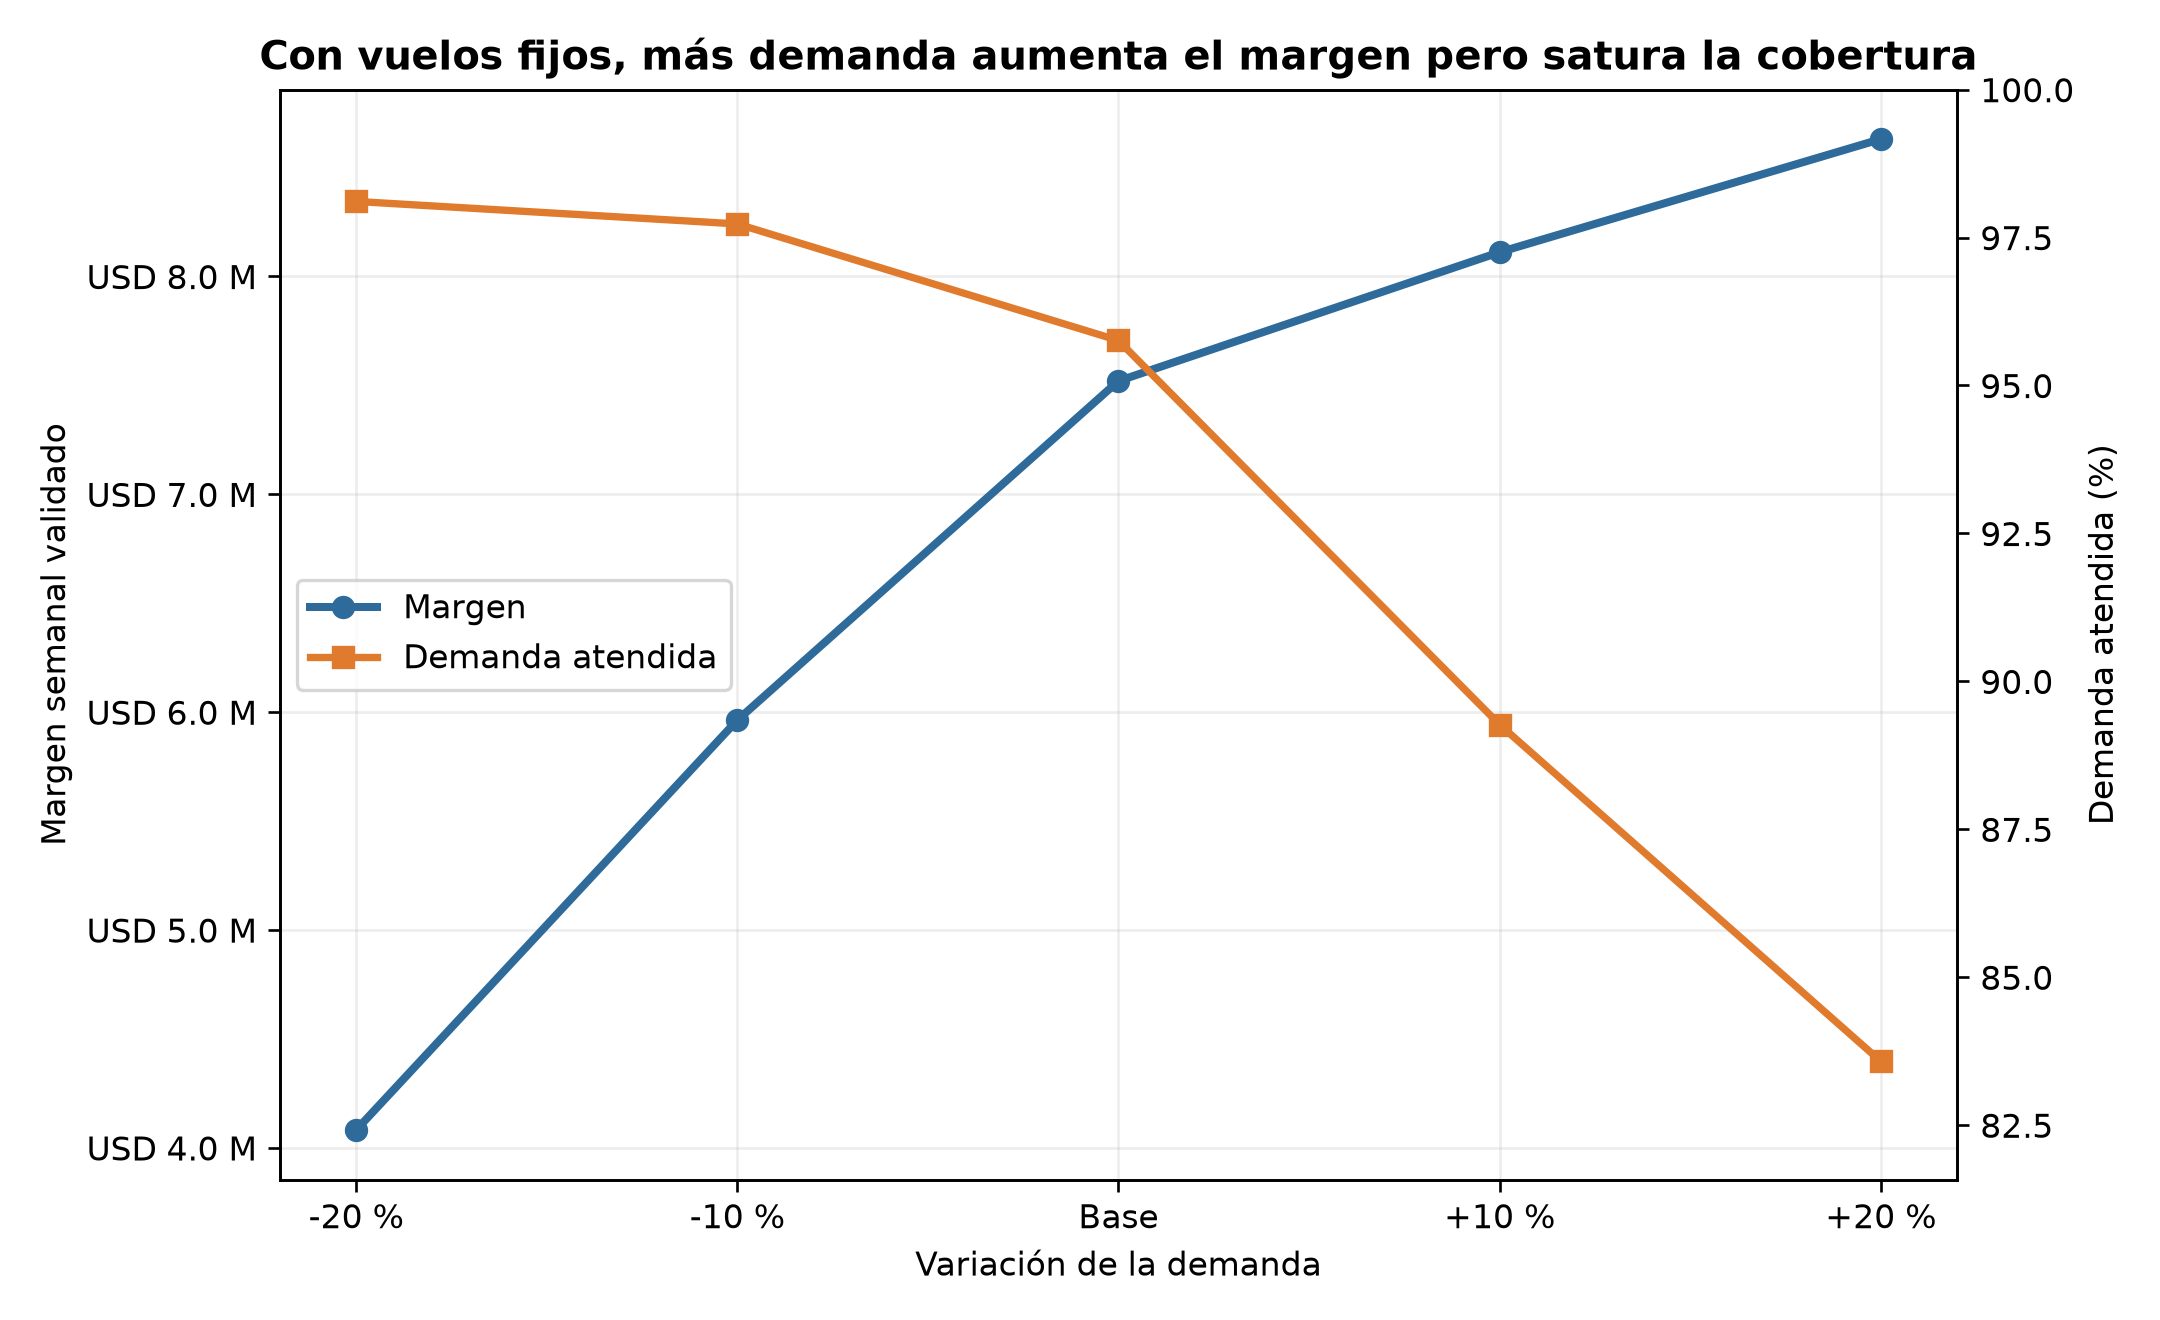 Con vuelos fijos, más demanda aumenta el margen pero satura la cobertura
Margen semanal validado
USD 8.0 M
USD 7.0 M
USD 6.0 M
USD 5.0 M
USD 4.0 M
Margen
Demanda atendida
100.0
97.5
95.0
92.5
90.0
87.5
85.0
82.5
Demanda atendida (%)
-20 %
-10 %
Base
+10 %
+20 %
Variación de la demanda